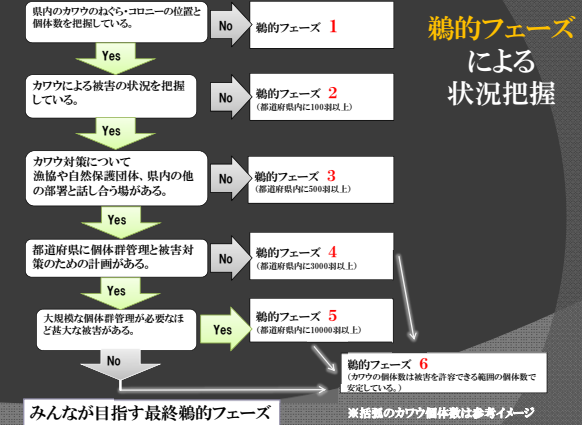 県内のカワウのねぐら・コロニーの位置と
個体数を把握している。
No
鵜的フェーズ 1
鵜的フェーズ
による
状況把握
Yes
カワウによる被害の状況を把握
している。
No
鵜的フェーズ 2
(都道府県内に100羽以上)
Yes
カワウ対策について
漁協や自然保護団体、県内の他
の部署と話し合う場がある。
No
鵜的フェーズ 3
(都道府県内に500羽以上)
Yes
都道府県に個体群管理と被害対
策のための計画がある。
No
鵜的フェーズ 4
(都道府県内に3000羽以上)
Yes
大規模な個体群管理が必要なほ
ど甚大な被害がある。
Yes
鵜的フェーズ 5
(都道府県内に10000羽以上)
No
鵜的フェーズ 6
(カワウの個体数は被害を許容できる範囲の個体数で
安定している。)
みんなが目指す最終鵜的フェーズ
※括弧のカワウ個体数は参考イメージ